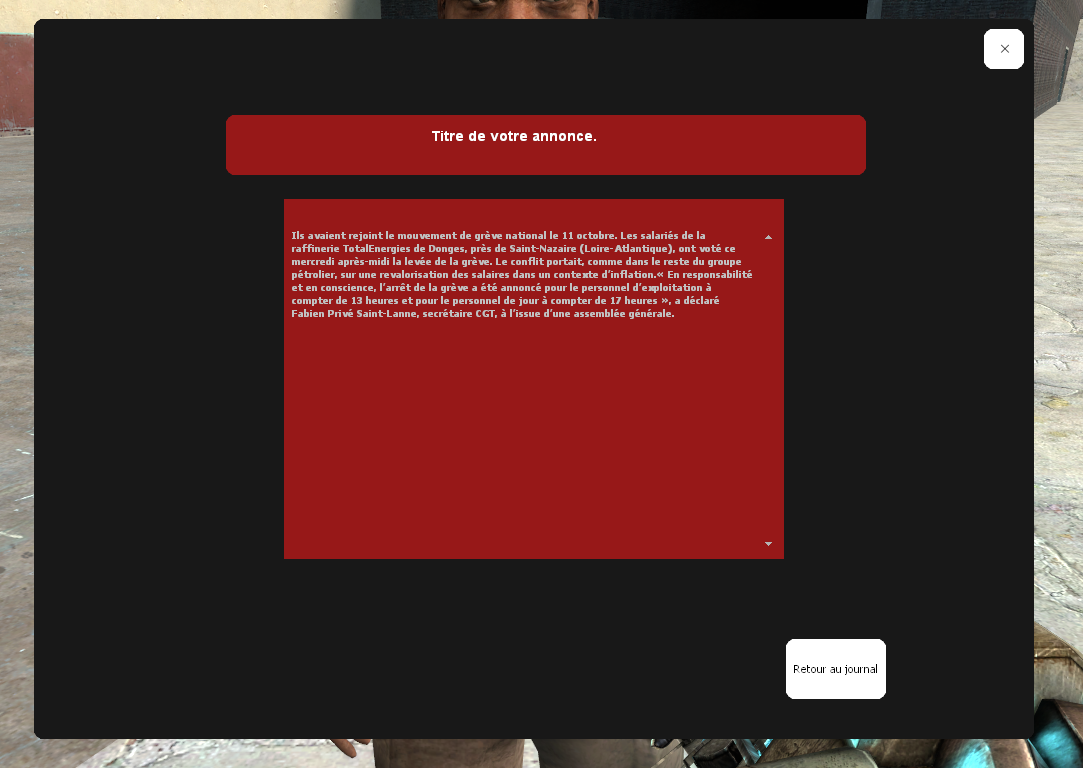 ×
Titre de votre annonce.
Ils avaient rejoint le mouvement de grève national le 11 octobre. Les salariés de la
raffinerie TotalEnergies de Donges, près de Saint-Nazaire (Loire-Atlantique), ont voté ce
mercredi après-midi la levée de la grève. Le conflit portait, comme dans le reste du groupe
pétrolier, sur une revalorisation des salaires dans un contexte d'inflation.« En responsabilité
et en conscience, l'arrêt de la grève a été annoncé pour le personnel d'exploitation à
compter de 13 heures et pour le personnel de jour à compter de 17 heures », a déclaré
Fabien Privé Saint-Lanne, secrétaire CGT, à l'issue d'une assemblée générale.
Retour au journal